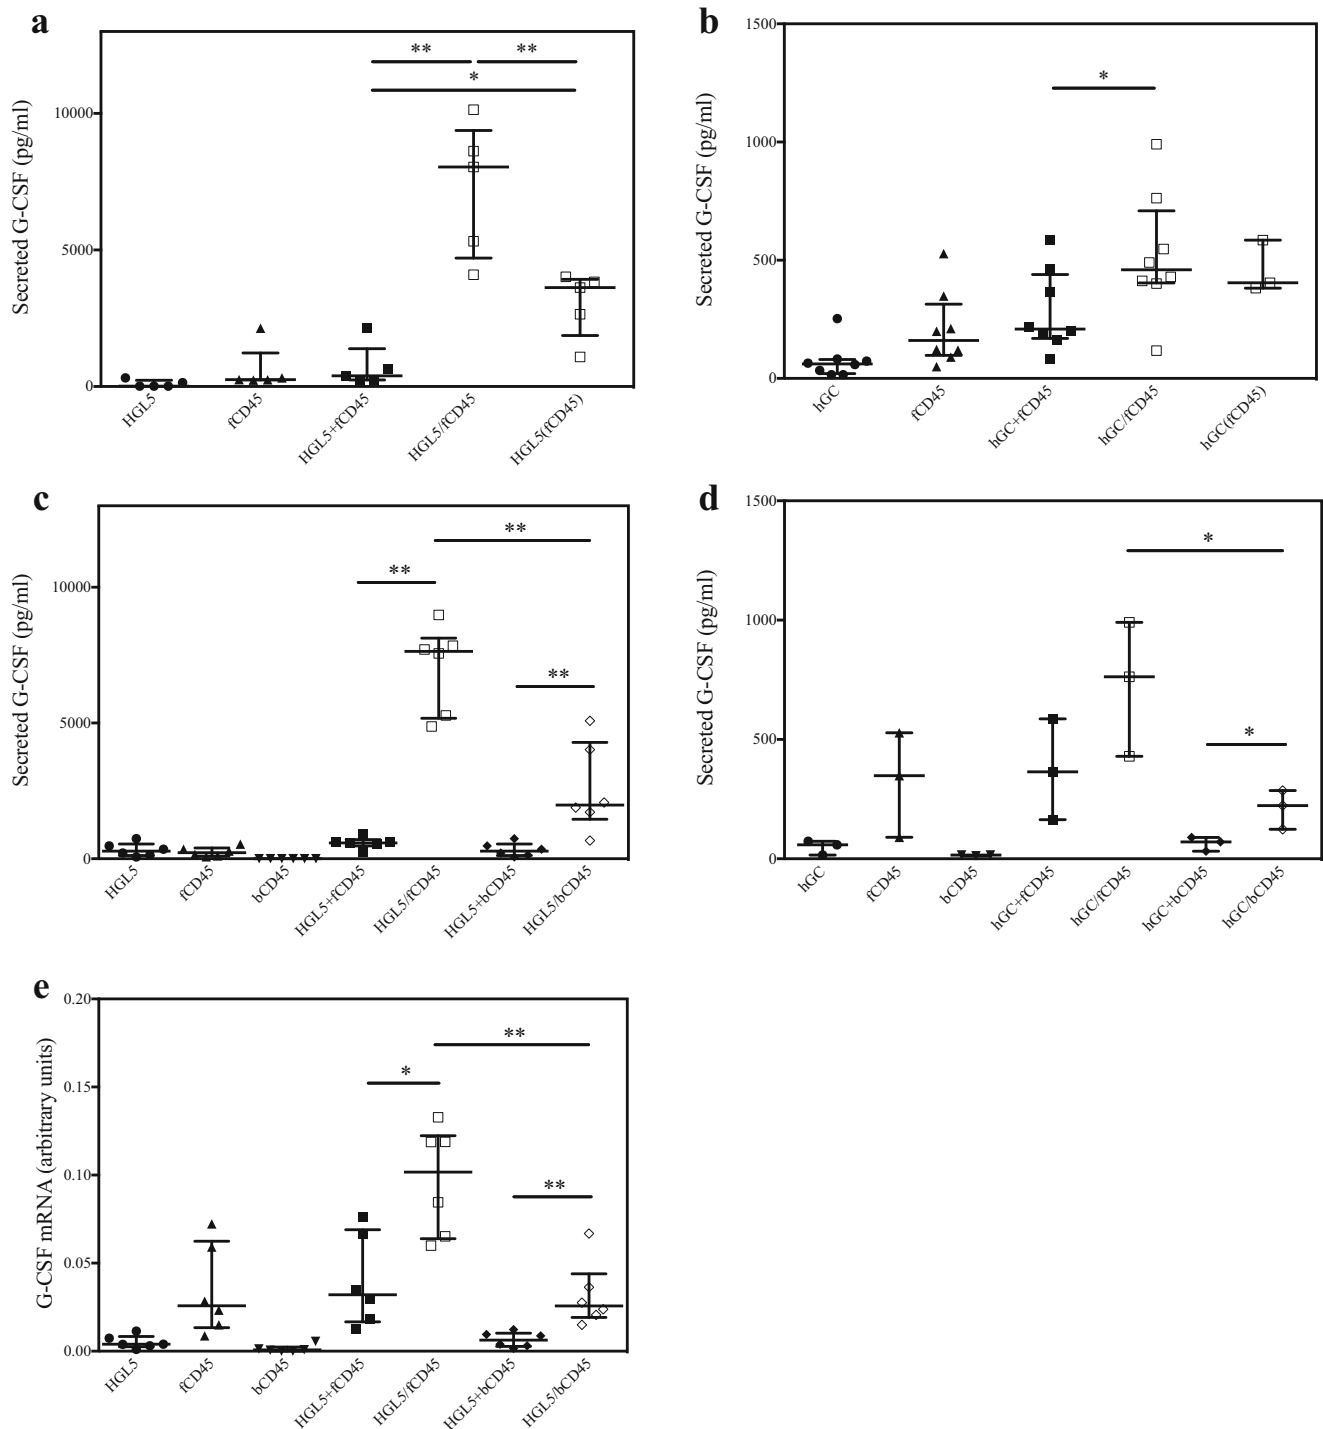 a
Secreted G-CSF (pg/ml)
10000
5000
0
** **
*
HGL5 fCD45 HGL5+fCD45 HGL5/fCD45 HGL5(fCD45)
b
Secreted G-CSF (pg/ml)
1500
1000
500
0
*
hGC fCD45 hGC+fCD45 hGC/fCD45 hGC(fCD45)
c
Secreted G-CSF (pg/ml)
10000
5000
0
**
**
**
HGL5 fCD45 bCD45 HGL5+fCD45 HGL5/fCD45 HGL5+bCD45 HGL5/bCD45
d
Secreted G-CSF (pg/ml)
1500
1000
500
0
*
*
hGC fCD45 bCD45 hGC+fCD45 hGC/fCD45 hGC+bCD45 hGC/bCD45
e
G-CSF mRNA (arbitrary units)
0.20
0.15
0.10
0.05
0.00
**
*
**
HGL5 fCD45 bCD45 HGL5+fCD45 HGL5/fCD45 HGL5+bCD45 HGL5/bCD45